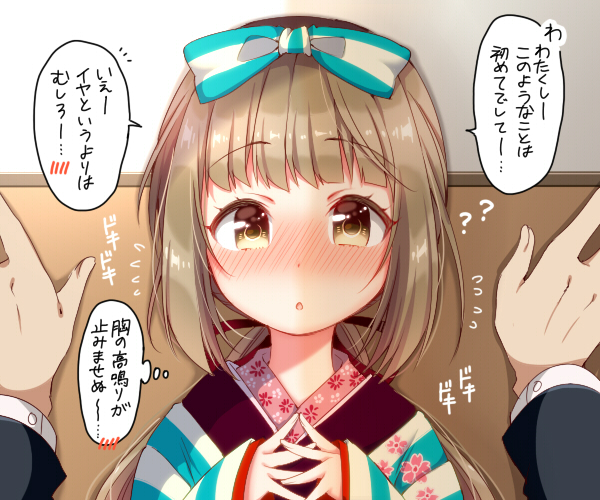 わ
わたくしー
このようなことは
初めてでしてー…
いえー
イヤというよりは
むしろー…
??
ドキドキ
胸の高鳴りが
止みませぬ
〜……
ドキドキ